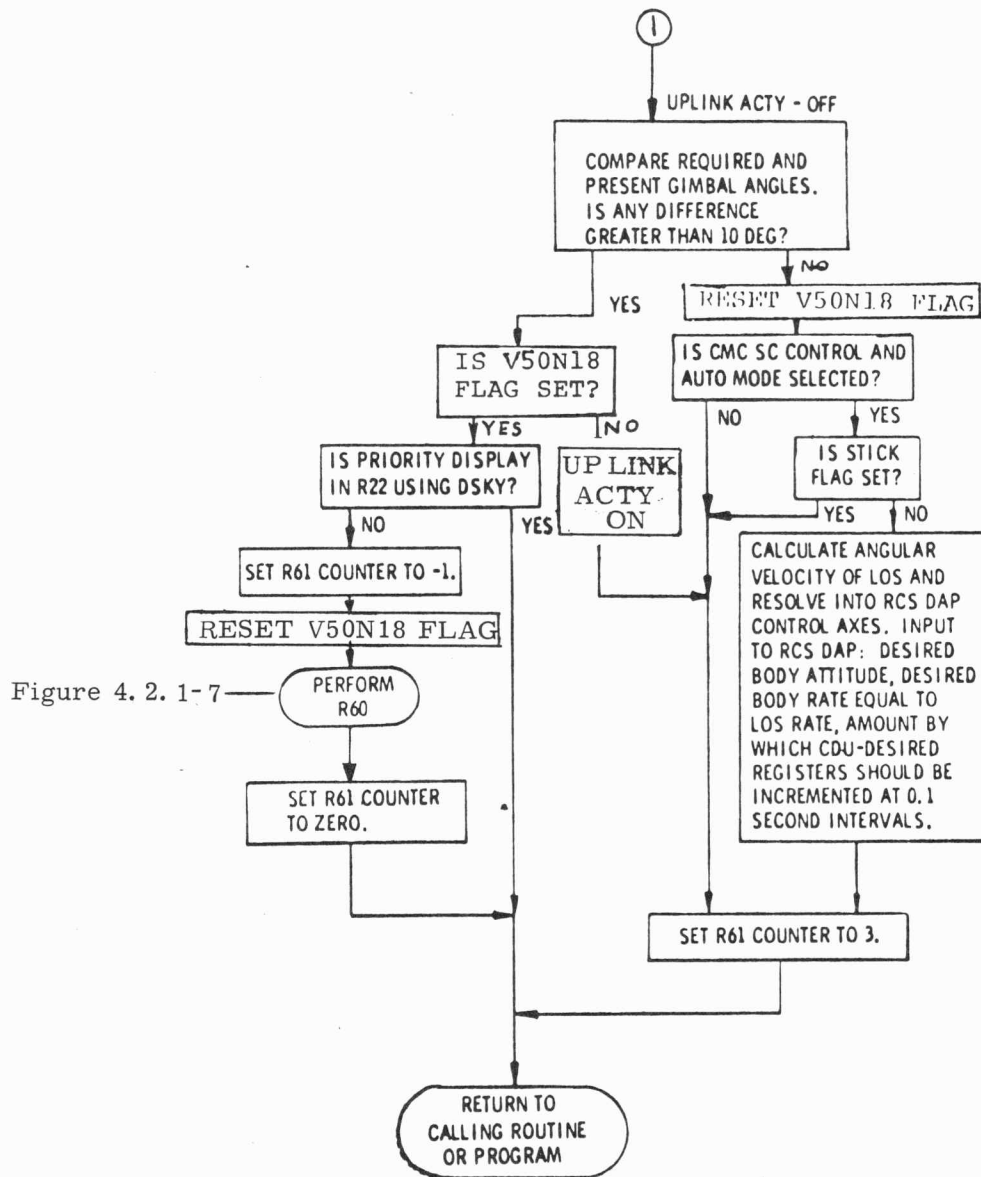 1
UPLINK ACTY - OFF
COMPARE REQUIRED AND
PRESENT GIMBAL ANGLES.
IS ANY DIFFERENCE
GREATER THAN 10 DEG?
YES
NO
RESET V50N18 FLAG
IS V50N18
FLAG SET?
IS CMC SC CONTROL AND
AUTO MODE SELECTED?
YES
NO
NO
YES
IS PRIORITY DISPLAY
IN R22 USING DSKY?
UP LINK
ACTY
ON
IS STICK
FLAG SET?
NO
YES
YES
NO
SET R61 COUNTER TO -1.
RESET V50N18 FLAG
CALCULATE ANGULAR
VELOCITY OF LOS AND
RESOLVE INTO RCS DAP
CONTROL AXES. INPUT
TO RCS DAP: DESIRED
BODY ATTITUDE, DESIRED
BODY RATE EQUAL TO
LOS RATE, AMOUNT BY
WHICH CDU-DESIRED
REGISTERS SHOULD BE
INCREMENTED AT 0.1
SECOND INTERVALS.
Figure 4.2.1-7
PERFORM
R60
SET R61 COUNTER
TO ZERO.
SET R61 COUNTER TO 3.
RETURN TO
CALLING ROUTINE
OR PROGRAM